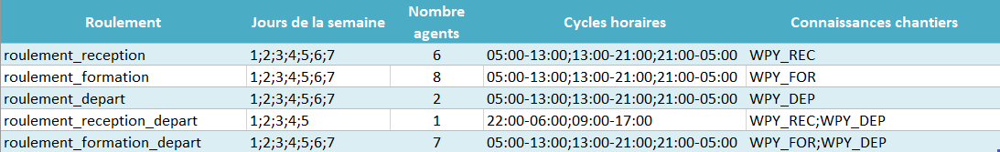 Roulement Jours de la semaine Nombre agents Cycles horaires Connaissances chantiers
roulement_reception 1;2;3;4;5;6;7 6 05:00-13:00;13:00-21:00;21:00-05:00 WPY_REC
roulement_formation 1;2;3;4;5;6;7 8 05:00-13:00;13:00-21:00;21:00-05:00 WPY_FOR
roulement_depart 1;2;3;4;5;6;7 2 05:00-13:00;13:00-21:00;21:00-05:00 WPY_DEP
roulement_reception_depart 1;2;3;4;5 1 22:00-06:00;09:00-17:00 WPY_REC;WPY_DEP
roulement_formation_depart 1;2;3;4;5;6;7 7 05:00-13:00;13:00-21:00;21:00-05:00 WPY_FOR;WPY_DEP